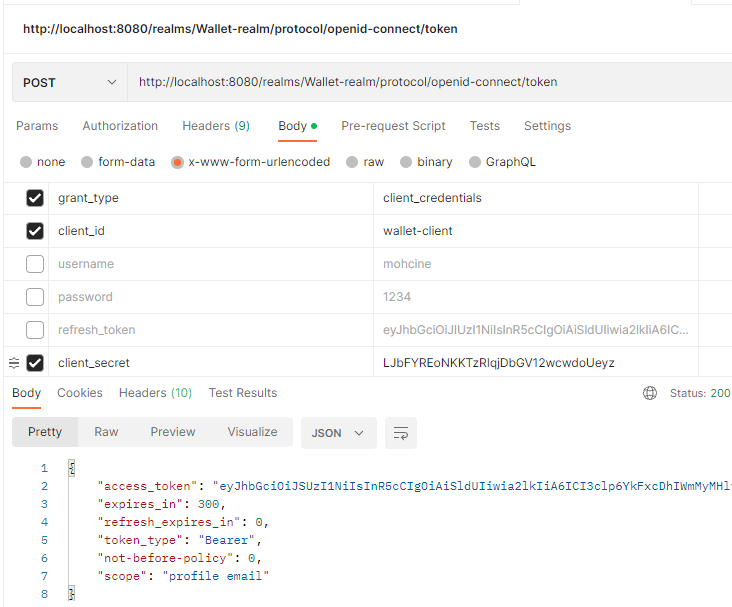 http://localhost:8080/realms/Wallet-realm/protocol/openid-connect/token
POST http://localhost:8080/realms/Wallet-realm/protocol/openid-connect/token
Params Authorization Headers (9) Body Pre-request Script Tests Settings
none form-data x-www-form-urlencoded raw binary GraphQL
grant_type client_credentials
client_id wallet-client
username mohcine
password 1234
refresh_token eyJhbGciOiJIUzI1NiIsInR5cCIgOiAiSldUIiwia2lkIiA6IC...
client_secret LJbFYREoNKKTzRIqjDbGV12wcwdoUeyz
Body Cookies Headers (10) Test Results Status: 200
Pretty Raw Preview Visualize JSON
1 {
2 "access_token": "eyJhbGciOiJSUzI1NiIsInR5cCIgOiAiSldUIiwia2lkIiA6ICI3clp6YkFxcDhIWmMyMHl
3 "expires_in": 300,
4 "refresh_expires_in": 0,
5 "token_type": "Bearer",
6 "not-before-policy": 0,
7 "scope": "profile email"
8 }